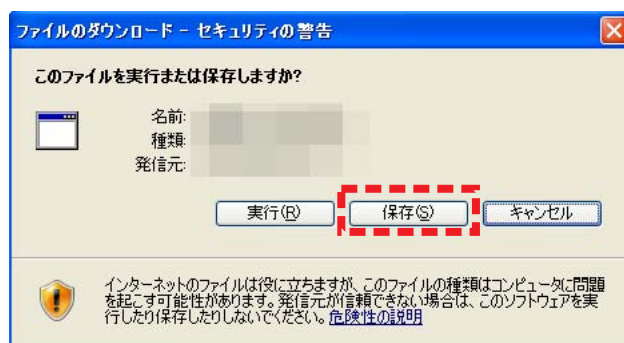 ファイルのダウンロード - セキュリティの警告
このファイルを実行または保存しますか?
名前:
種類:
発信元:
実行(R) 保存(S) キャンセル
インターネットのファイルは役に立ちますが、このファイルの種類はコンピュータに問題
を起こす可能性があります。発信元が信頼できない場合は、このソフトウェアを実
行したり保存したりしないでください。危険性の説明